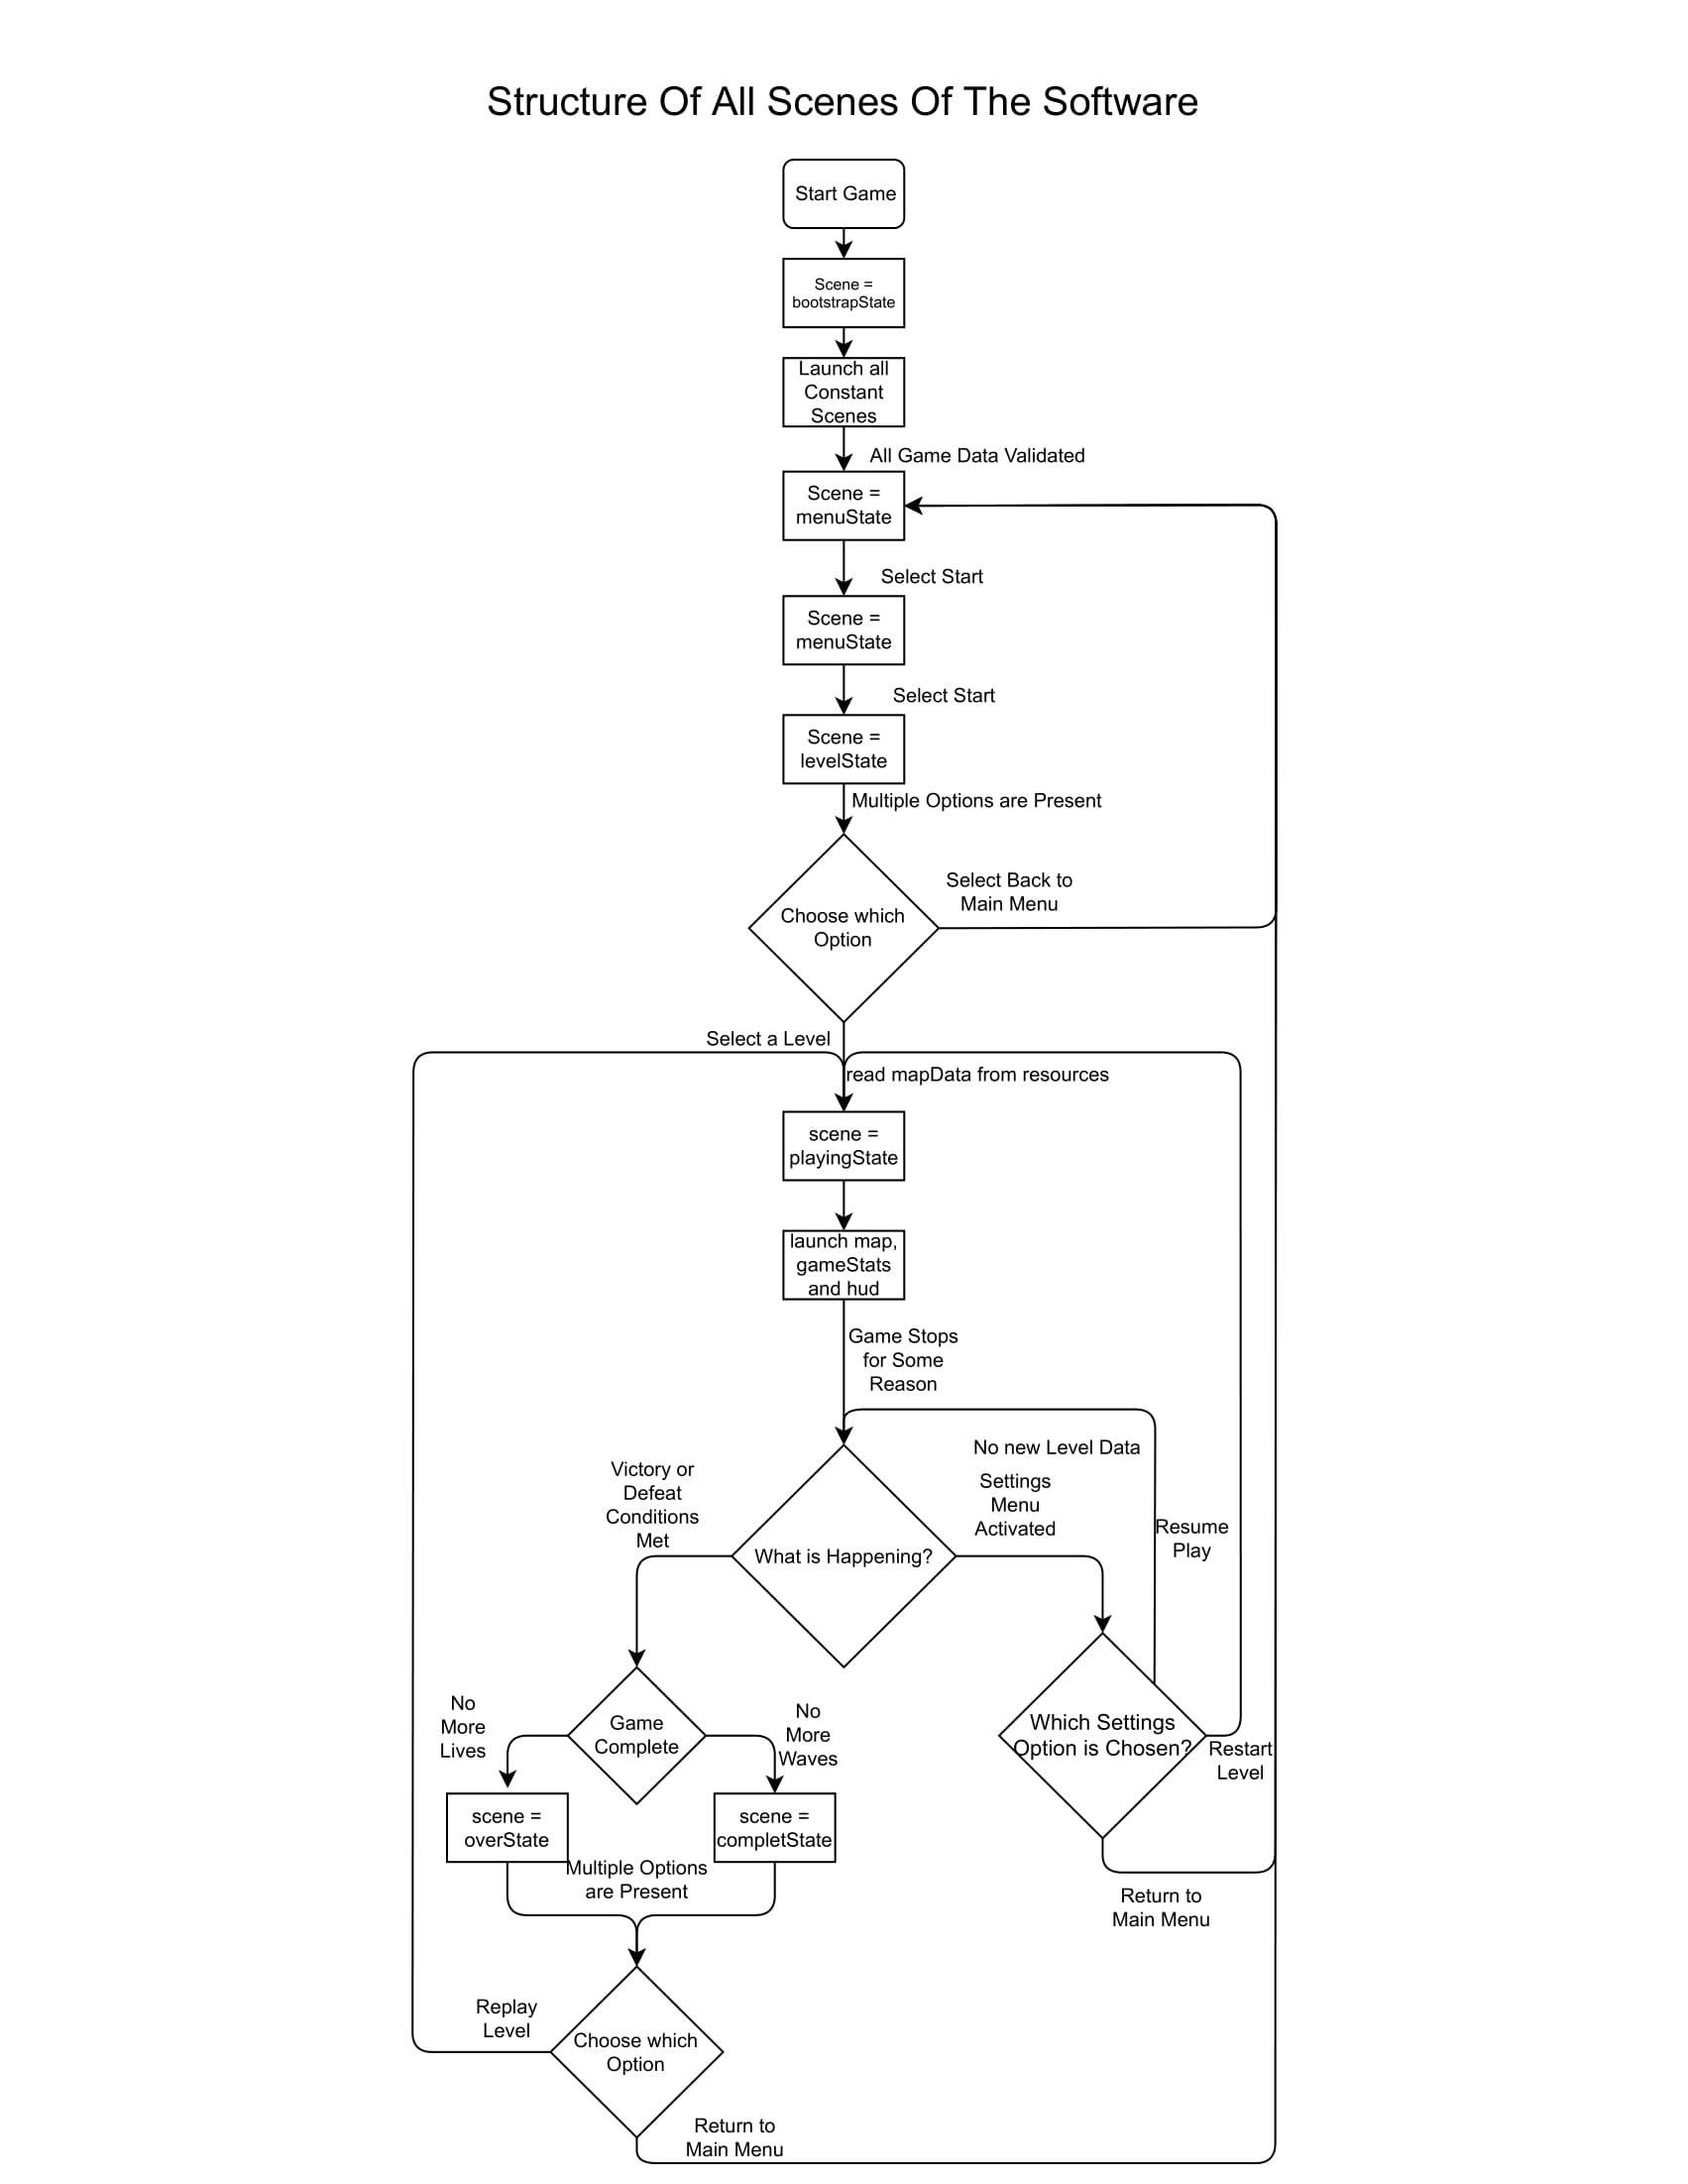 Structure Of All Scenes Of The Software
Start Game
Scene =
bootstrapState
Launch all
Constant
Scenes
All Game Data Validated
Scene =
menuState
Select Start
Scene =
menuState
Select Start
Scene =
levelState
Multiple Options are Present
Select Back to
Main Menu
Choose which
Option
Select a Level
read mapData from resources
scene =
playingState
launch map,
gameStats
and hud
Game Stops
for Some
Reason
No new Level Data
Victory or
Defeat
Conditions
Met
Settings
Menu
Activated
Resume
Play
What is Happening?
No
More
Lives
Game
Complete
No
More
Waves
Which Settings
Option is Chosen?
Restart
Level
scene =
overState
scene =
completState
Multiple Options
are Present
Return to
Main Menu
Replay
Level
Choose which
Option
Return to
Main Menu